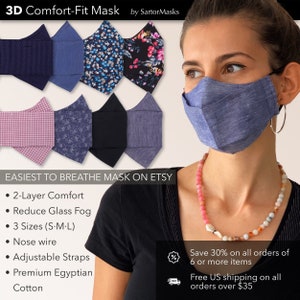 3D Comfort-Fit Mask by SartorMasks
EASIEST TO BREATHE MASK ON ETSY
• 2-Layer Comfort
• Reduce Glass Fog
• 3 Sizes (S-M-L)
• Nose wire
• Adjustable Straps
• Premium Egyptian
Cotton
Save 30% on all orders of
6 or more items
Free US shipping on all
orders over $35